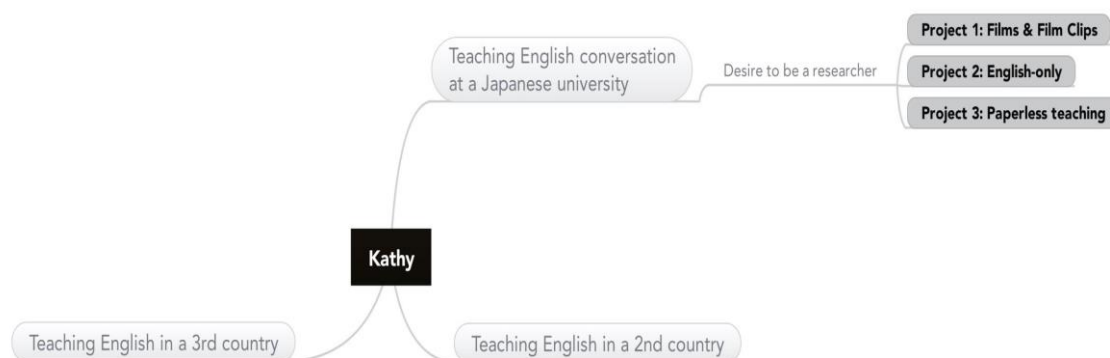 Teaching English conversation
at a Japanese university
Desire to be a researcher
Project 1: Films & Film Clips
Project 2: English-only
Project 3: Paperless teaching
Kathy
Teaching English in a 3rd country
Teaching English in a 2nd country